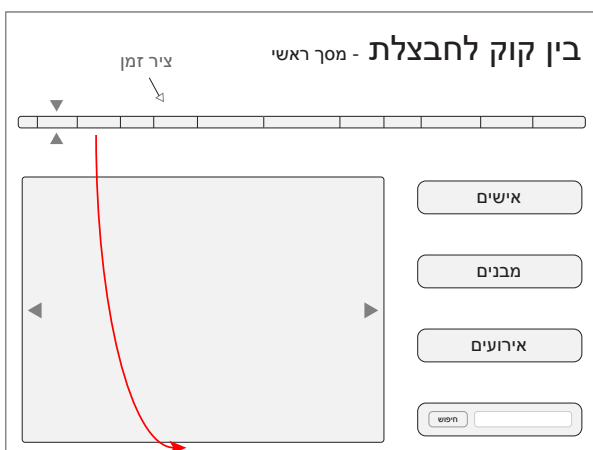 בין קוק לחבצלת - מסך ראשי
ציר זמן
אישים
מבנים
אירועים
חיפוש